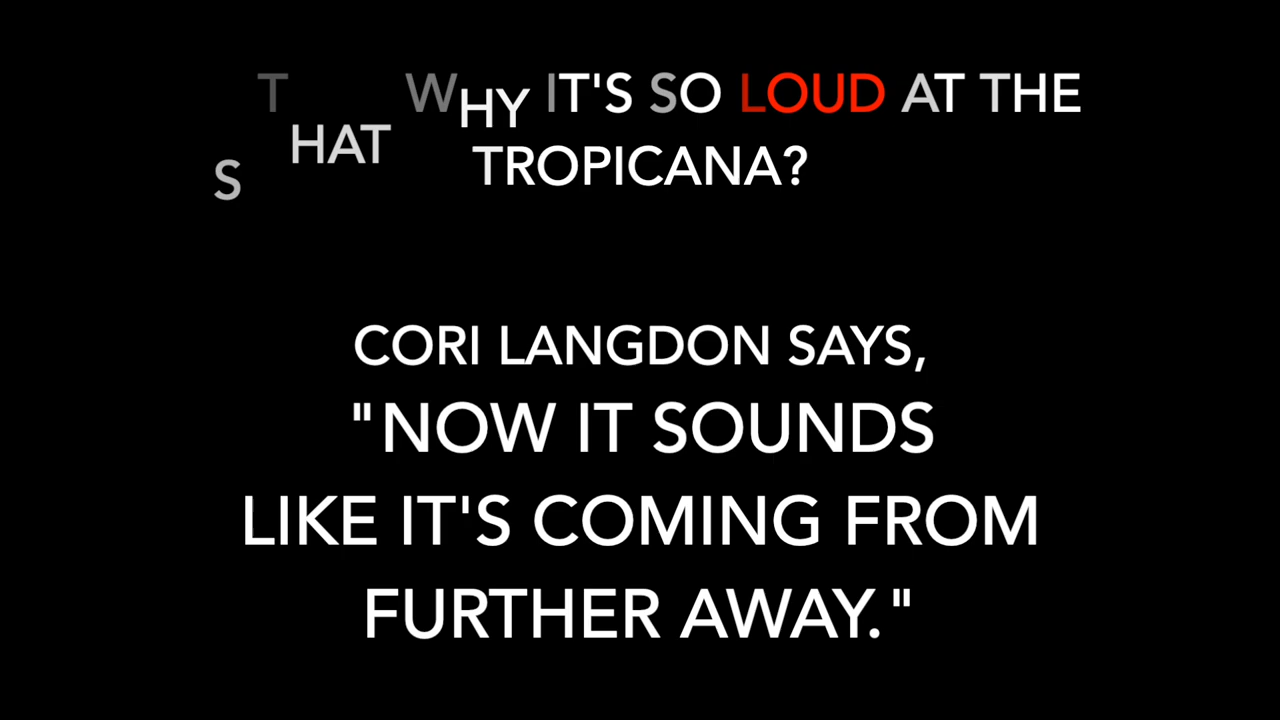 S THAT WHY IT'S SO LOUD AT THE
TROPICANA?
CORI LANGDON SAYS,
"NOW IT SOUNDS
LIKE IT'S COMING FROM
FURTHER AWAY."